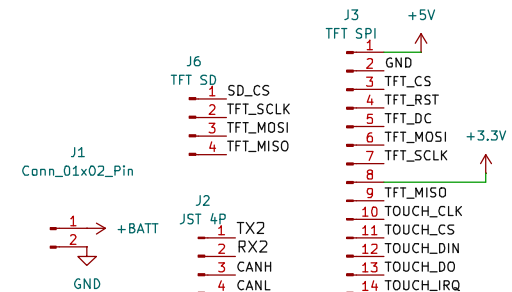 J3
TFT SPI
+5V
1
2 GND
3 TFT_CS
4 TFT_RST
5 TFT_DC
6 TFT_MOSI
7 TFT_SCLK
8
+3.3V
9 TFT_MISO
10 TOUCH_CLK
11 TOUCH_CS
12 TOUCH_DIN
13 TOUCH_DO
14 TOUCH_IRQ
J6
TFT SD
1 SD_CS
2 TFT_SCLK
3 TFT_MOSI
4 TFT_MISO
J1
Conn_01x02_Pin
1 +BATT
2
GND
J2
JST 4P
1 TX2
2 RX2
3 CANH
4 CANL